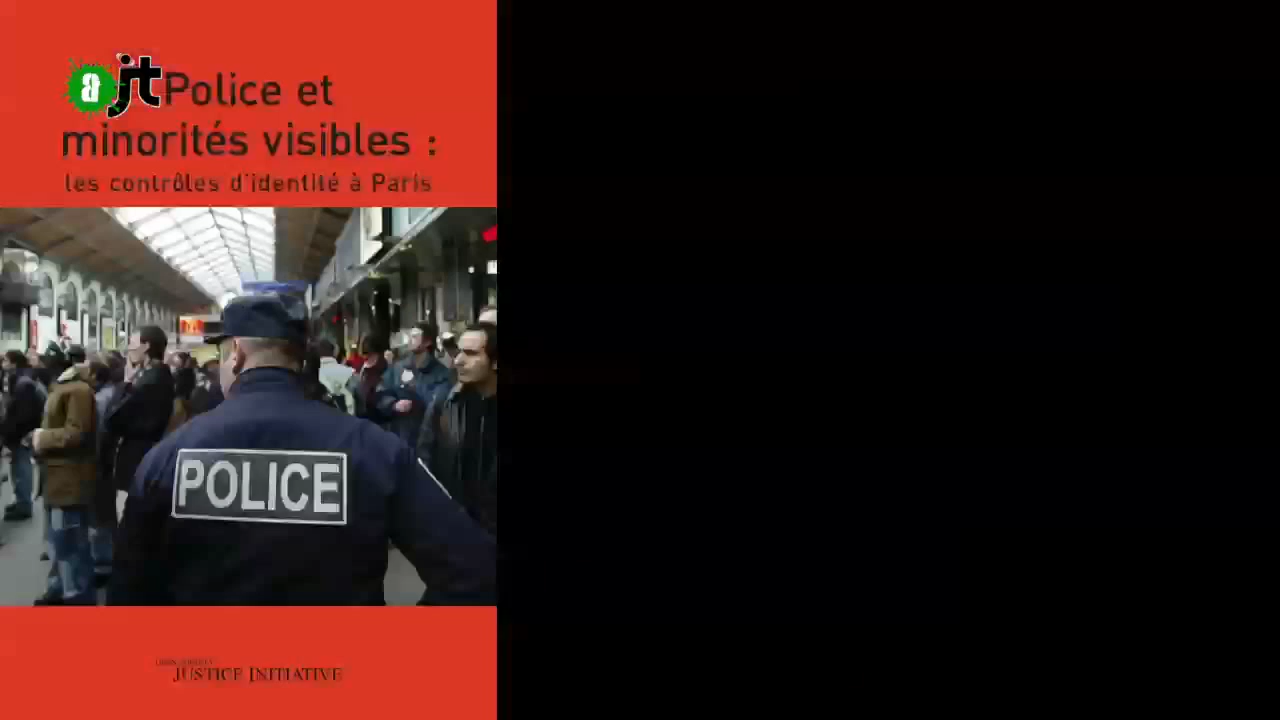 ajt
Police et
minorités visibles :
les contrôles d'identité à Paris
POLICE
JUSTICE INITIATIVE